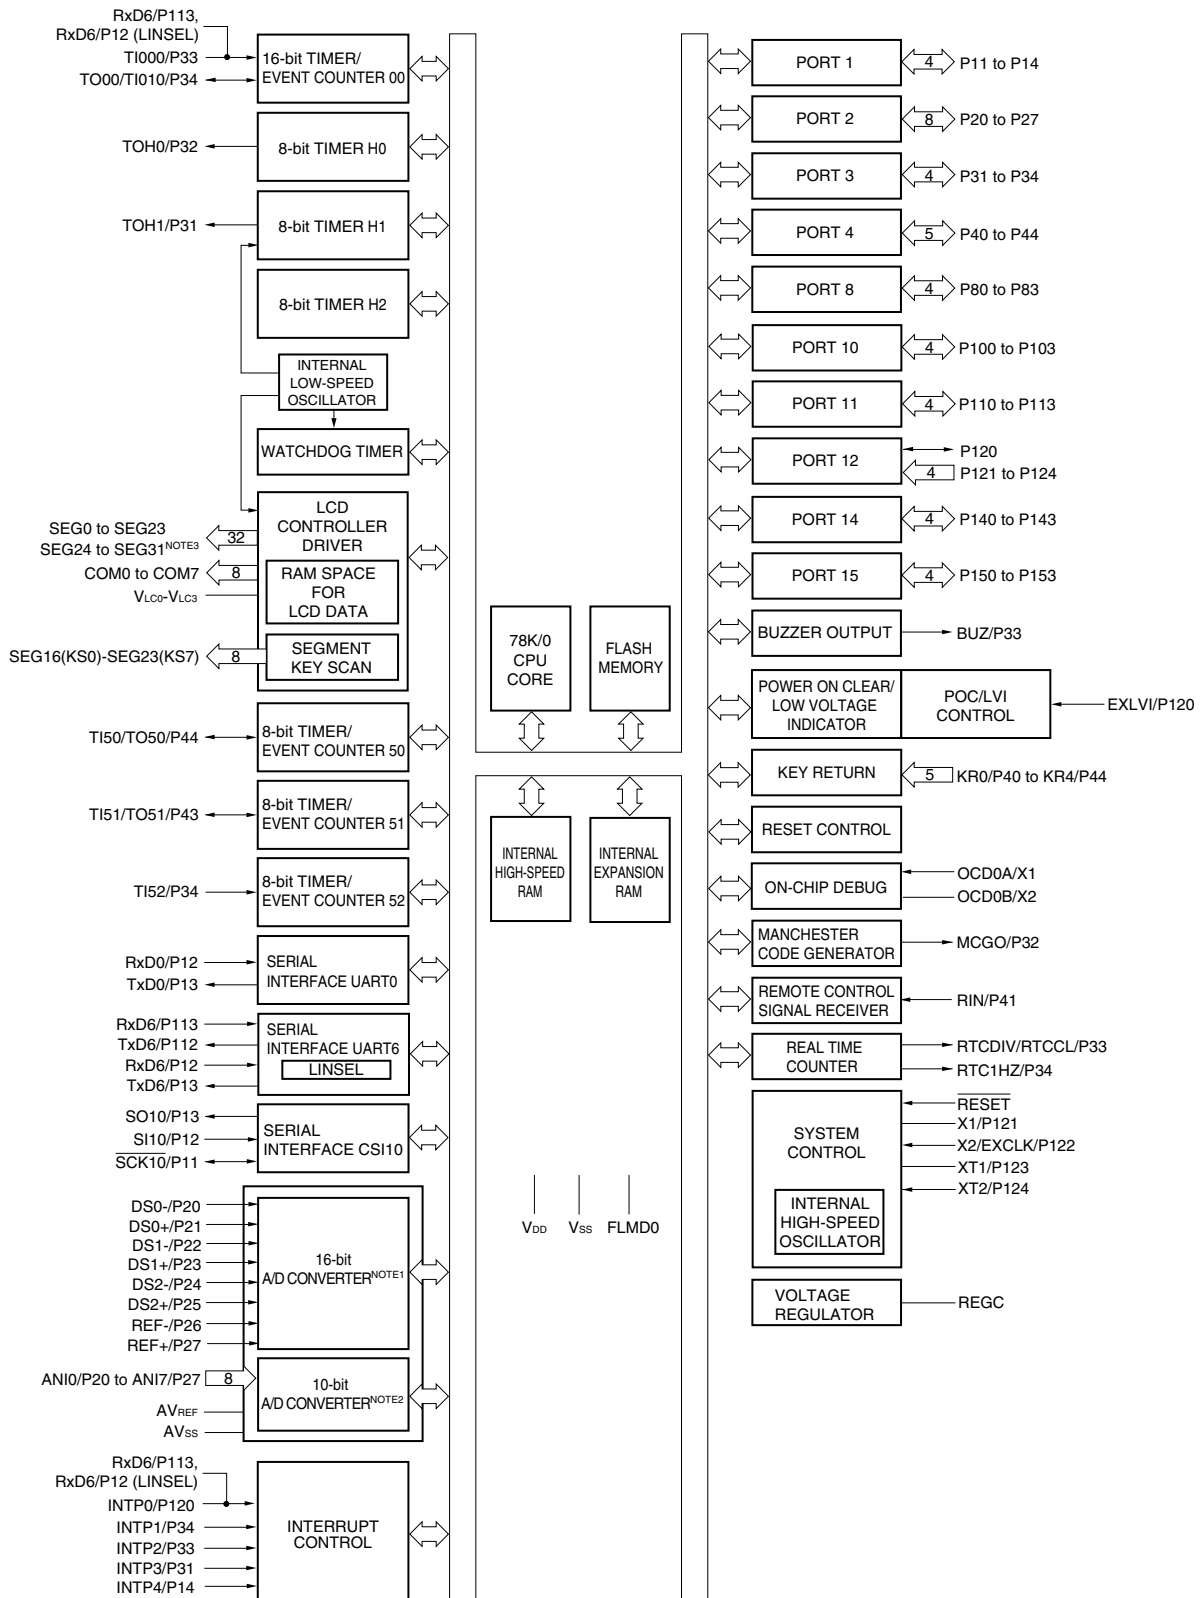 RxD6/P113,
RxD6/P12 (LINSEL)
TI000/P33
TO00/TI010/P34
16-bit TIMER/
EVENT COUNTER 00
TOH0/P32
8-bit TIMER H0
TOH1/P31
8-bit TIMER H1
8-bit TIMER H2
INTERNAL
LOW-SPEED
OSCILLATOR
WATCHDOG TIMER
SEG0 to SEG23
SEG24 to SEG31NOTE3
32
COM0 to COM7
8
VLC0-VLC3
SEG16(KS0)-SEG23(KS7)
8
LCD
CONTROLLER
DRIVER
RAM SPACE
FOR
LCD DATA
SEGMENT
KEY SCAN
TI50/TO50/P44
8-bit TIMER/
EVENT COUNTER 50
TI51/TO51/P43
8-bit TIMER/
EVENT COUNTER 51
TI52/P34
8-bit TIMER/
EVENT COUNTER 52
RxD0/P12
TxD0/P13
SERIAL
INTERFACE UART0
RxD6/P113
TxD6/P112
RxD6/P12
TxD6/P13
SERIAL
INTERFACE UART6
LINSEL
SO10/P13
SI10/P12
SCK10/P11
SERIAL
INTERFACE CSI10
DS0-/P20
DS0+/P21
DS1-/P22
DS1+/P23
DS2-/P24
DS2+/P25
REF-/P26
REF+/P27
16-bit
A/D CONVERTERNOTE1
ANI0/P20 to ANI7/P27
8
AVREF
AVSS
10-bit
A/D CONVERTERNOTE2
RxD6/P113,
RxD6/P12 (LINSEL)
INTP0/P120
INTP1/P34
INTP2/P33
INTP3/P31
INTP4/P14
INTERRUPT
CONTROL
78K/0
CPU
CORE
FLASH
MEMORY
INTERNAL
HIGH-SPEED
RAM
INTERNAL
EXPANSION
RAM
VDD
VSS
FLMD0
PORT 1
4
P11 to P14
PORT 2
8
P20 to P27
PORT 3
4
P31 to P34
PORT 4
5
P40 to P44
PORT 8
4
P80 to P83
PORT 10
4
P100 to P103
PORT 11
4
P110 to P113
PORT 12
P120
4
P121 to P124
PORT 14
4
P140 to P143
PORT 15
4
P150 to P153
BUZZER OUTPUT
BUZ/P33
POWER ON CLEAR/
LOW VOLTAGE
INDICATOR
POC/LVI
CONTROL
EXLVI/P120
KEY RETURN
5
KR0/P40 to KR4/P44
RESET CONTROL
ON-CHIP DEBUG
OCD0A/X1
OCD0B/X2
MANCHESTER
CODE GENERATOR
MCGO/P32
REMOTE CONTROL
SIGNAL RECEIVER
RIN/P41
REAL TIME
COUNTER
RTCDIV/RTCCL/P33
RTC1HZ/P34
SYSTEM
CONTROL
INTERNAL
HIGH-SPEED
OSCILLATOR
RESET
X1/P121
X2/EXCLK/P122
XT1/P123
XT2/P124
VOLTAGE
REGULATOR
REGC